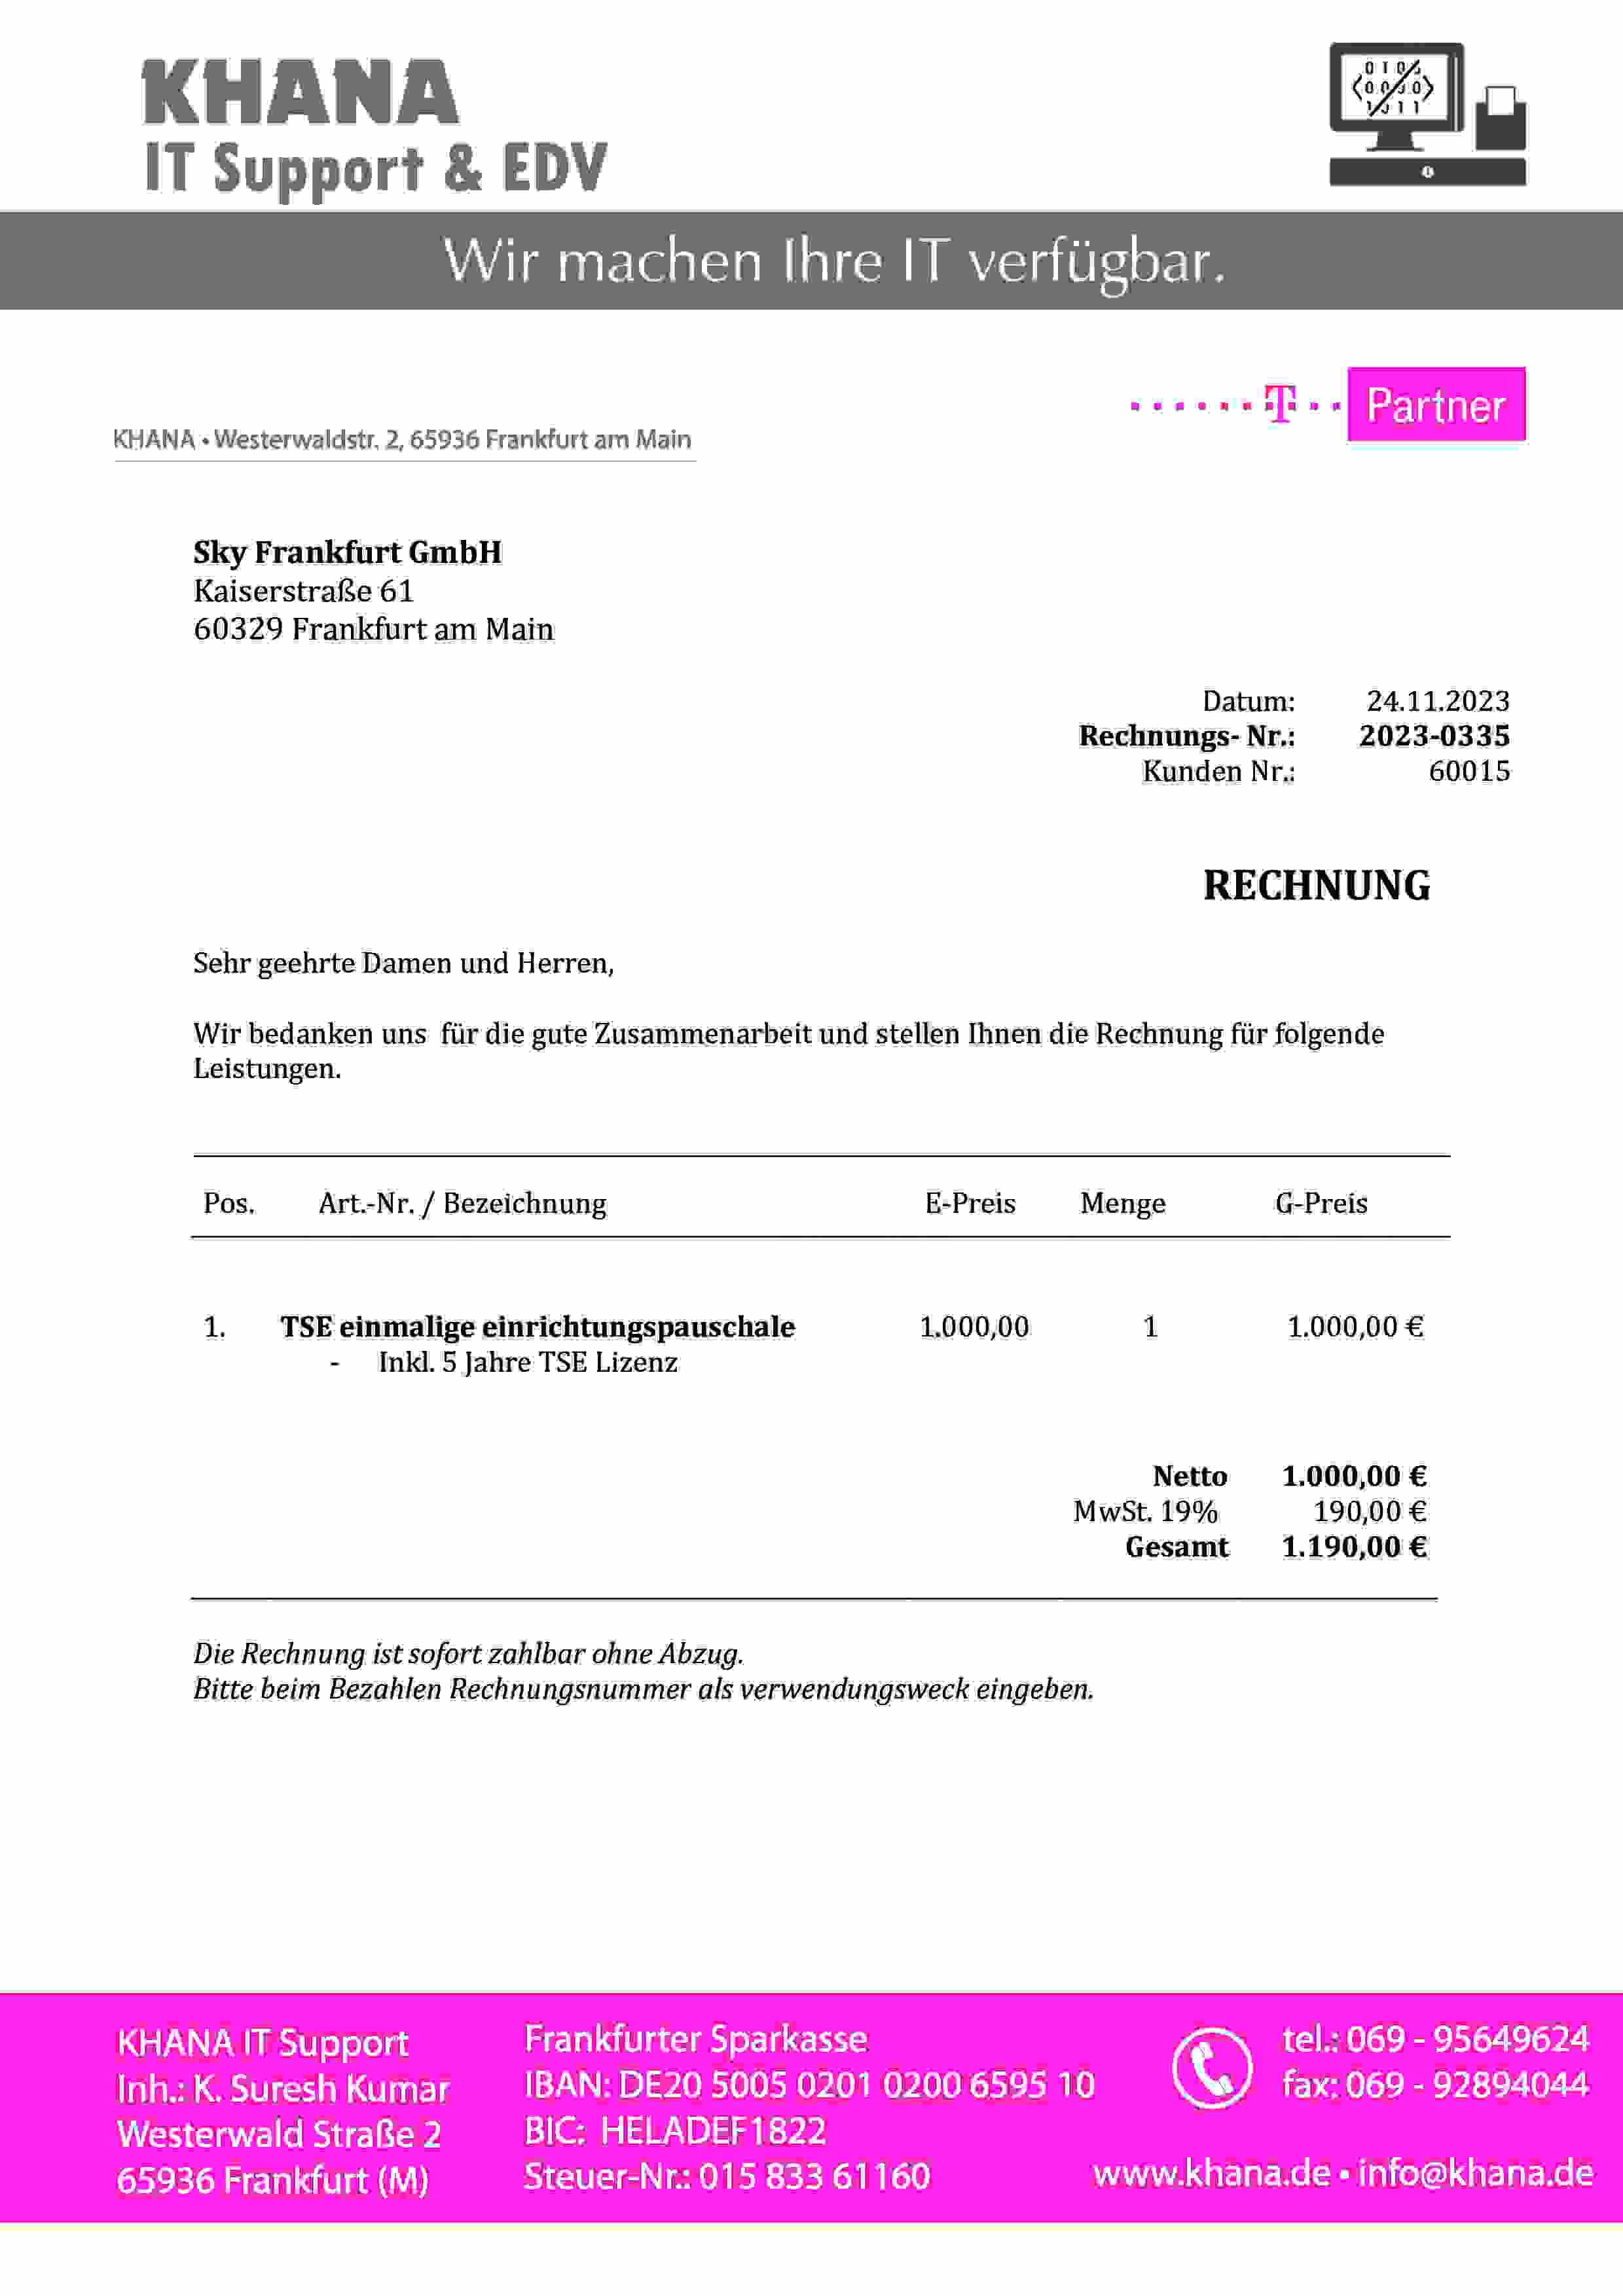 KHANA
IT Support & EDV
Wir machen Ihre IT verfügbar.
T Partner
KHANA • Westerwaldstr. 2, 65936 Frankfurt am Main
Sky Frankfurt GmbH
Kaiserstraße 61
60329 Frankfurt am Main
Datum: 24.11.2023
Rechnungs- Nr.: 2023-0335
Kunden Nr.: 60015
RECHNUNG
Sehr geehrte Damen und Herren,
Wir bedanken uns für die gute Zusammenarbeit und stellen Ihnen die Rechnung für folgende
Leistungen.
Pos. Art.-Nr. / Bezeichnung E-Preis Menge G-Preis
1. TSE einmalige einrichtungspauschale 1.000,00 1 1.000,00 €
- Inkl. 5 Jahre TSE Lizenz
Netto 1.000,00 €
MwSt. 19% 190,00 €
Gesamt 1.190,00 €
Die Rechnung ist sofort zahlbar ohne Abzug.
Bitte beim Bezahlen Rechnungsnummer als verwendungsweck eingeben.
KHANA IT Support
Inh.: K. Suresh Kumar
Westerwald Straße 2
65936 Frankfurt (M)
Frankfurter Sparkasse
IBAN: DE20 5005 0201 0200 6595 10
BIC: HELADEF1822
Steuer-Nr.: 015 833 61160
tel.: 069 - 95649624
fax: 069 - 92894044
www.khana.de • info@khana.de